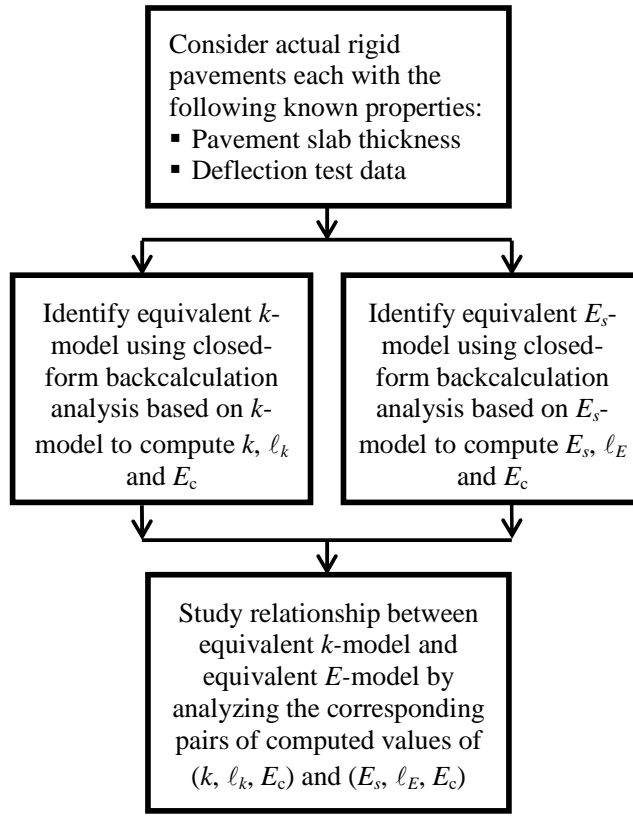 Consider actual rigid
pavements each with the
following known properties:
▪ Pavement slab thickness
▪ Deflection test data
Identify equivalent k-
model using closed-
form backcalculation
analysis based on k-
model to compute k, ℓk
and Ec
Identify equivalent Es-
model using closed-
form backcalculation
analysis based on Es-
model to compute Es, ℓE
and Ec
Study relationship between
equivalent k-model and
equivalent E-model by
analyzing the corresponding
pairs of computed values of
(k, ℓk, Ec) and (Es, ℓE, Ec)